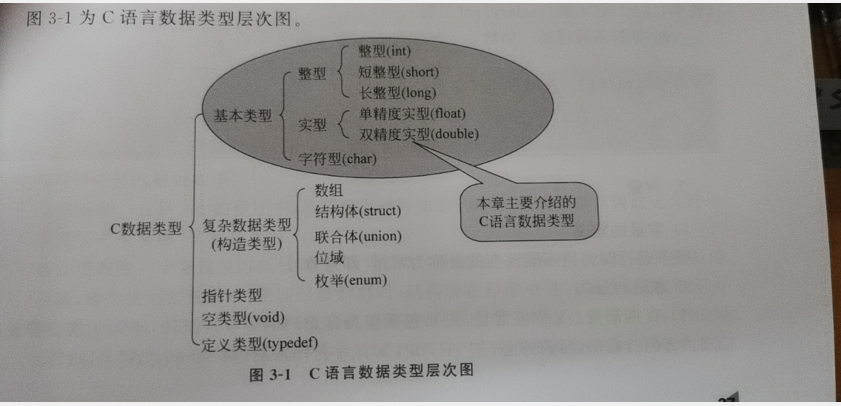 图 3-1 为 C 语言数据类型层次图。
整型(int)
整型
短整型(short)
长整型(long)
基本类型
单精度实型(float)
实型
双精度实型(double)
字符型(char)
本章主要介绍的
C语言数据类型
数组
结构体(struct)
C数据类型
复杂数据类型
(构造类型)
联合体(union)
位域
枚举(enum)
指针类型
空类型(void)
定义类型(typedef)
图 3-1 C 语言数据类型层次图